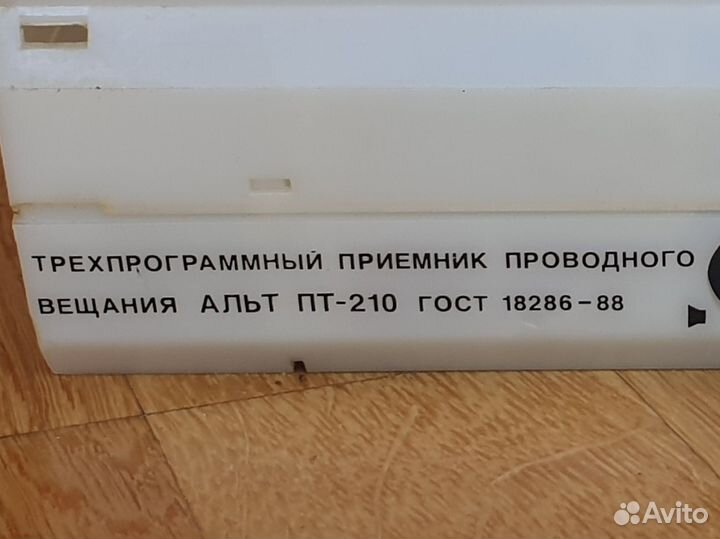 ТРЕХПРОГРАММНЫЙ ПРИЕМНИК ПРОВОДНОГО
ВЕЩАНИЯ АЛЬТ ПТ-210 ГОСТ 18286-88
Avito